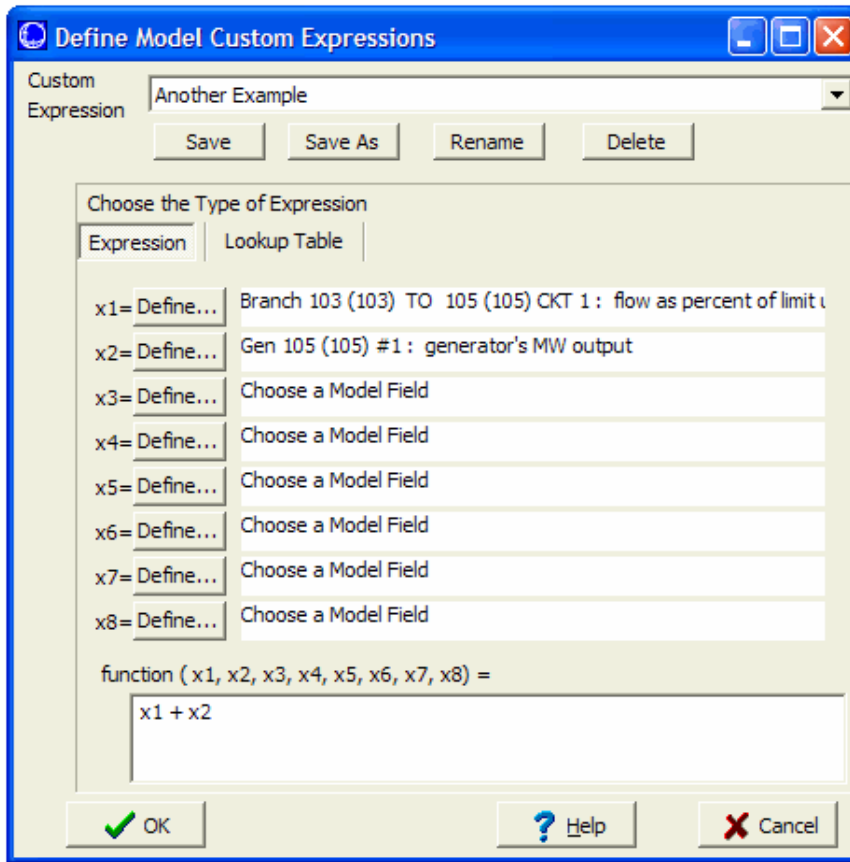 Define Model Custom Expressions
Custom Expression
Another Example
Save Save As Rename Delete
Choose the Type of Expression
Expression Lookup Table
x1= Define... Branch 103 (103) TO 105 (105) CKT 1 : flow as percent of limit
x2= Define... Gen 105 (105) #1 : generator's MW output
x3= Define... Choose a Model Field
x4= Define... Choose a Model Field
x5= Define... Choose a Model Field
x6= Define... Choose a Model Field
x7= Define... Choose a Model Field
x8= Define... Choose a Model Field
function ( x1, x2, x3, x4, x5, x6, x7, x8) =
x1 + x2
OK Help Cancel